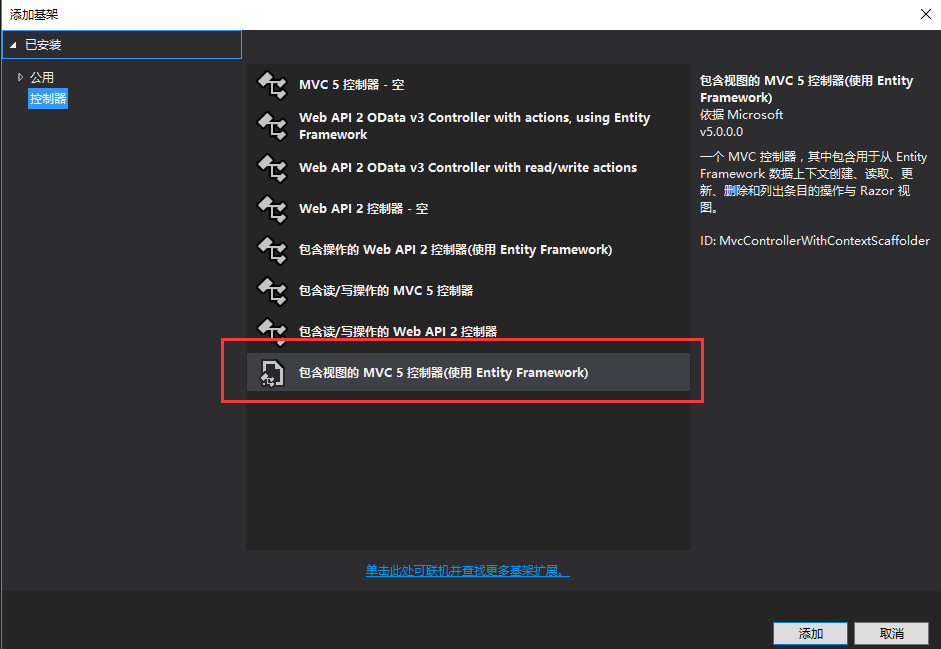 添加基架
已安装
公用
控制器
MVC 5 控制器 - 空
Web API 2 OData v3 Controller with actions, using Entity
Framework
Web API 2 OData v3 Controller with read/write actions
Web API 2 控制器 - 空
包含操作的 Web API 2 控制器(使用 Entity Framework)
包含读/写操作的 MVC 5 控制器
包含读/写操作的 Web API 2 控制器
包含视图的 MVC 5 控制器(使用 Entity Framework)
包含视图的 MVC 5 控制器(使用 Entity
Framework)
依据 Microsoft
v5.0.0.0
一个 MVC 控制器，其中包含用于从 Entity
Framework 数据上下文创建、读取、更
新、删除和列出条目的操作与 Razor 视
图。
ID: MvcControllerWithContextScaffolder
单击此处可联机并查找更多基架扩展。
添加
取消